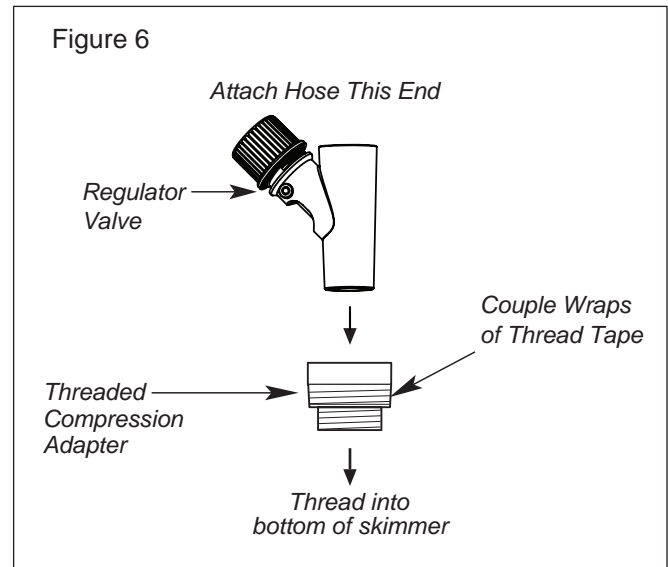 Figure 6
Attach Hose This End
Regulator
Valve
Couple Wraps
of Thread Tape
Threaded
Compression
Adapter
Thread into
bottom of skimmer